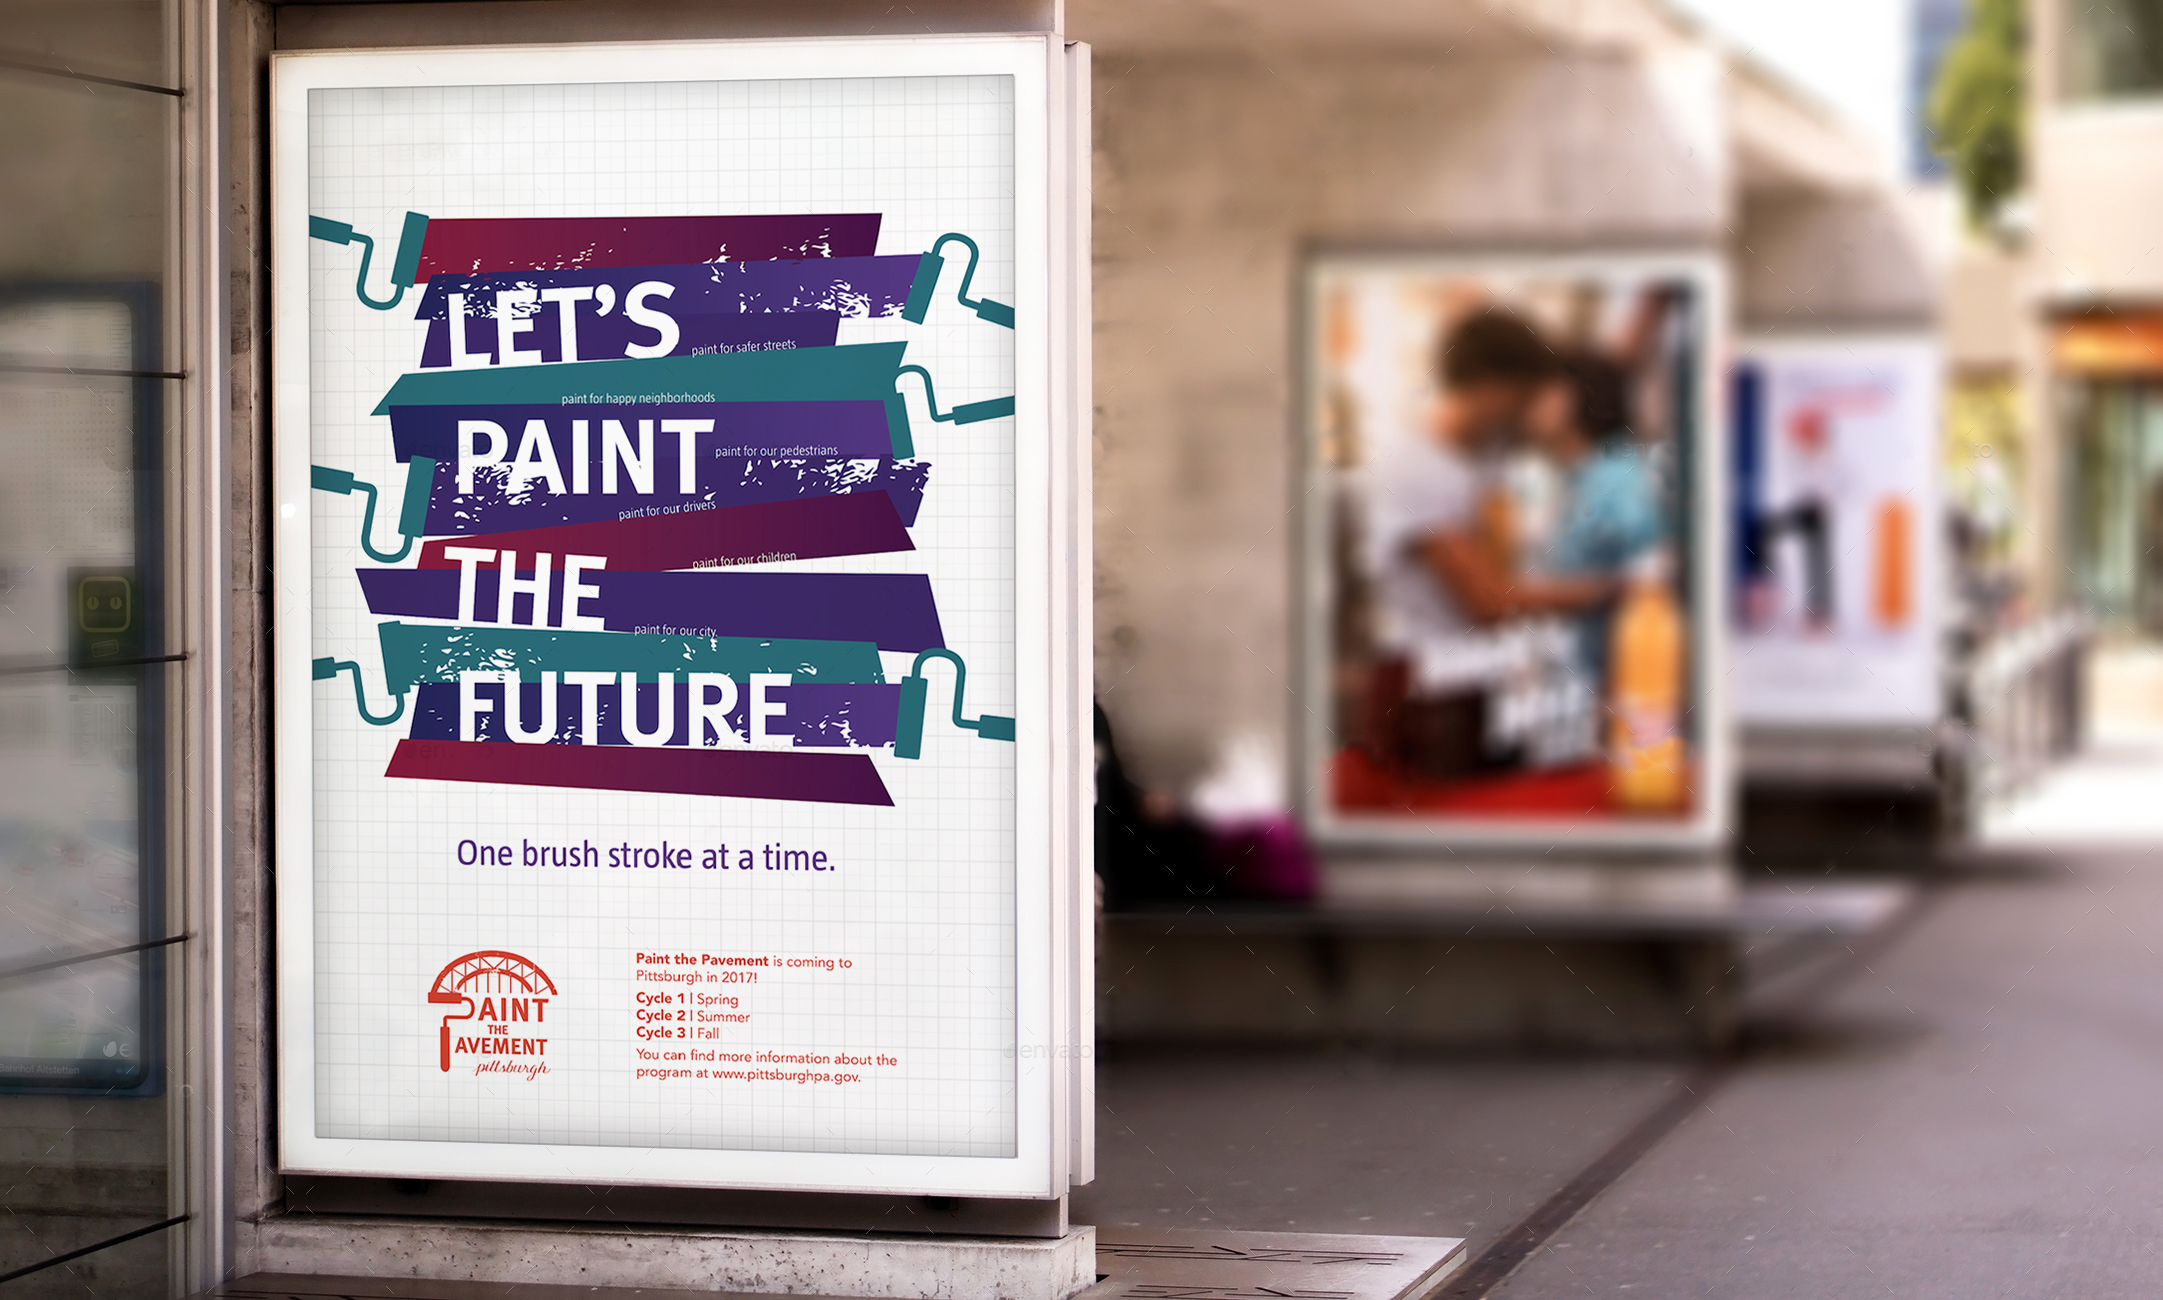 LET'S
paint for safer streets
paint for happy neighborhoods
PAINT
paint for our pedestrians
paint for our drivers
THE
paint for our children
paint for our city.
FUTURE
One brush stroke at a time.
PAINT
THE
PAVEMENT
pittsburgh
Paint the Pavement is coming to
Pittsburgh in 2017!
Cycle 1 | Spring
Cycle 2 | Summer
Cycle 3 | Fall
You can find more information about the
program at www.pittsburghpa.gov.
Bahnhof Altstetten
envato